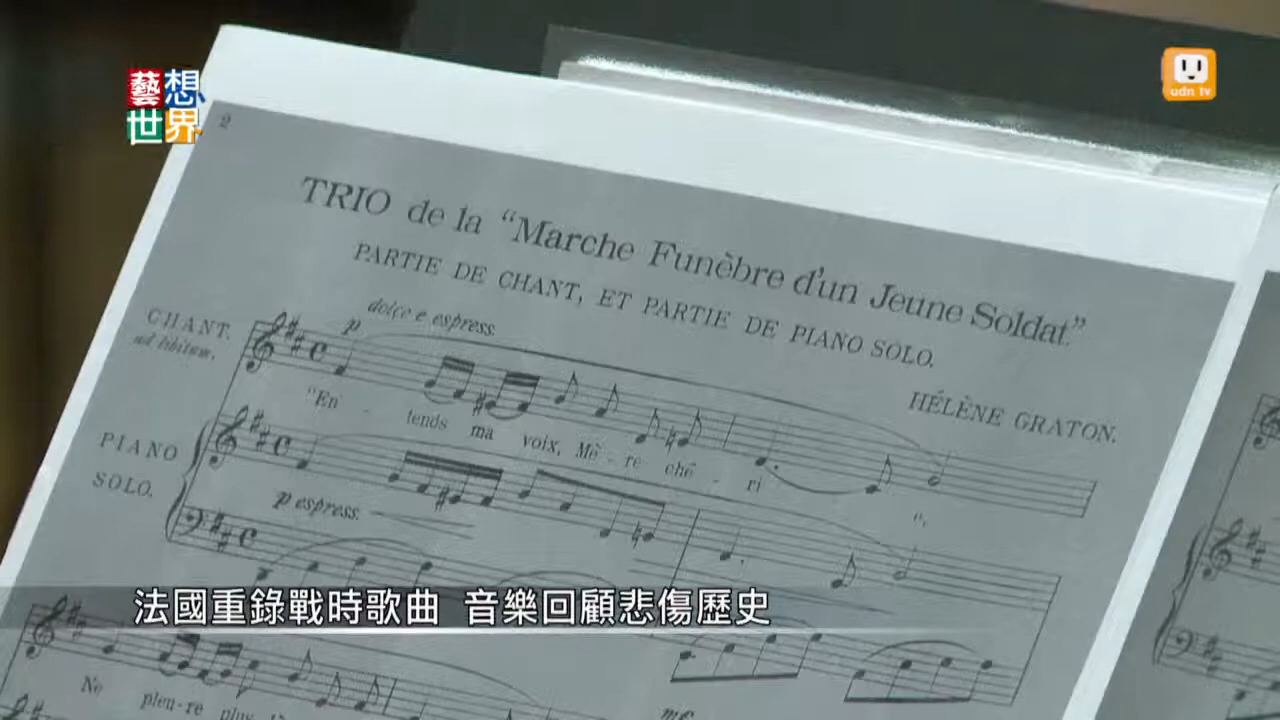 藝想
世界
udn tv
2
TRIO de la “Marche Funèbre d'un Jeune Soldat”
PARTIE DE CHANT, ET PARTIE DE PIANO SOLO.
HÉLÈNE GRATON.
CHANT.
ad libitum.
p
dolce e espress.
“En - tends ma voix, Mè - re ché - ri
PIANO
SOLO.
p espress.
法國重錄戰時歌曲 音樂回顧悲傷歷史
Ne pleu-re plus
mf